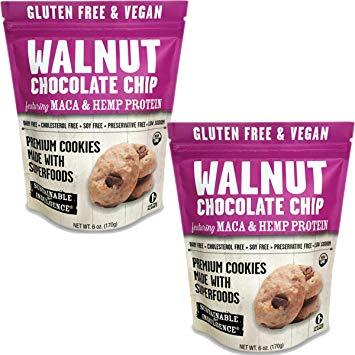 GLUTEN FREE & VEGAN
WALNUT
CHOCOLATE CHIP
featuring MACA & HEMP PROTEIN
DAIRY FREE • CHOLESTEROL FREE • SOY FREE • PRESERVATIVE FREE • LOW SODIUM
PREMIUM COOKIES
MADE WITH
SUPERFOODS
SUSTAINABLE
INDULGENCE®
NET WT. 6 oz. (170g)
GLUTEN FREE & VEGAN
WALNUT
CHOCOLATE CHIP
featuring MACA & HEMP PROTEIN
DAIRY FREE • CHOLESTEROL FREE • SOY FREE • PRESERVATIVE FREE • LOW SODIUM
PREMIUM COOKIES
MADE WITH
SUPERFOODS
SUSTAINABLE
INDULGENCE®
NET WT. 6 oz. (170g)